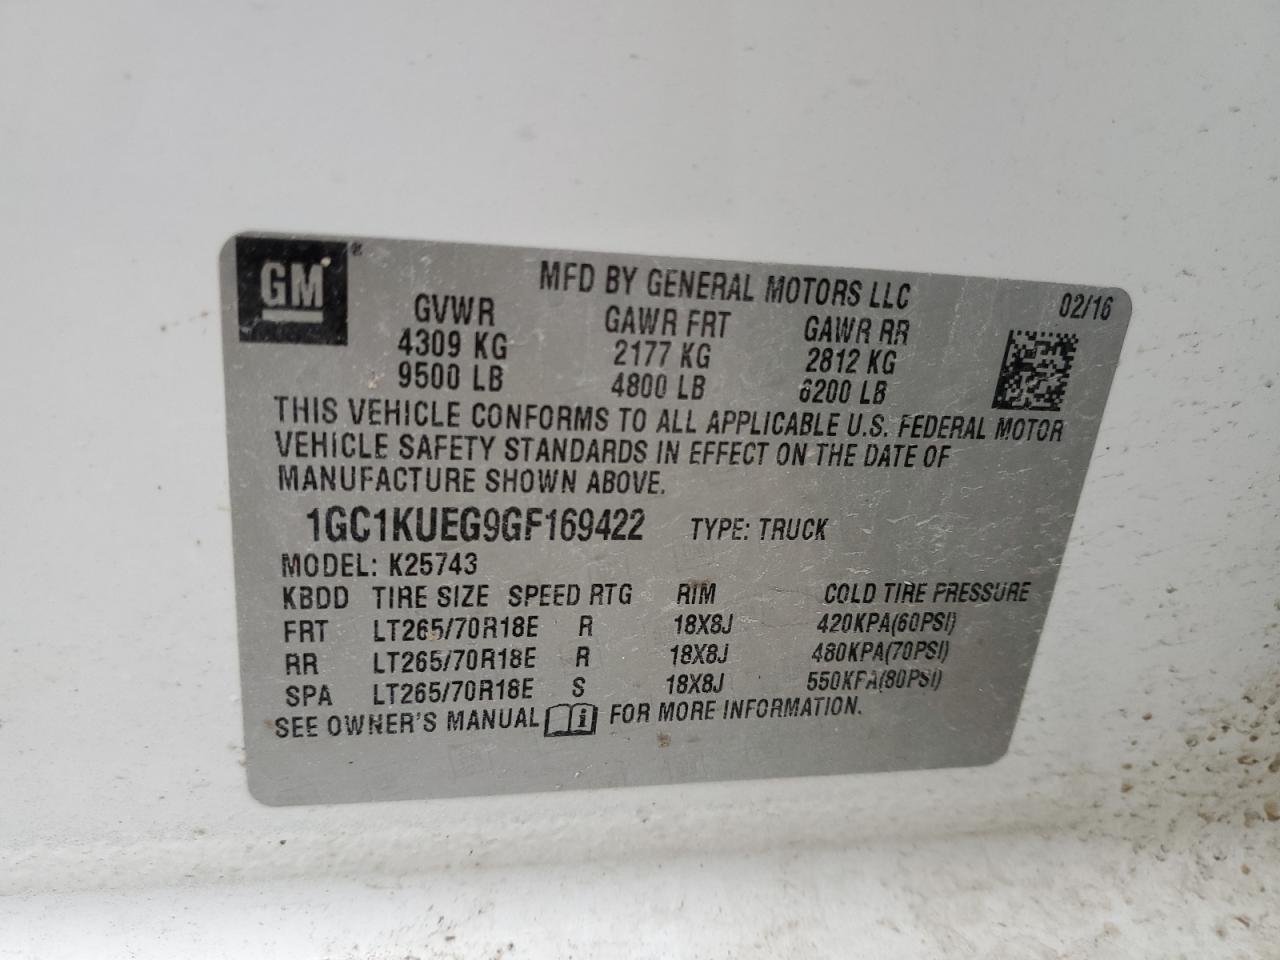 GM®
MFD BY GENERAL MOTORS LLC 02/16
GVWR GAWR FRT GAWR RR
4309 KG 2177 KG 2812 KG
9500 LB 4800 LB 6200 LB
THIS VEHICLE CONFORMS TO ALL APPLICABLE U.S. FEDERAL MOTOR
VEHICLE SAFETY STANDARDS IN EFFECT ON THE DATE OF
MANUFACTURE SHOWN ABOVE.
1GC1KUEG9GF169422 TYPE: TRUCK
MODEL: K25743
KBDD TIRE SIZE SPEED RTG RIM COLD TIRE PRESSURE
FRT LT265/70R18E R 18X8J 420KPA(60PSI)
RR LT265/70R18E R 18X8J 480KPA(70PSI)
SPA LT265/70R18E S 18X8J 550KPA(80PSI)
SEE OWNER'S MANUAL i FOR MORE INFORMATION.